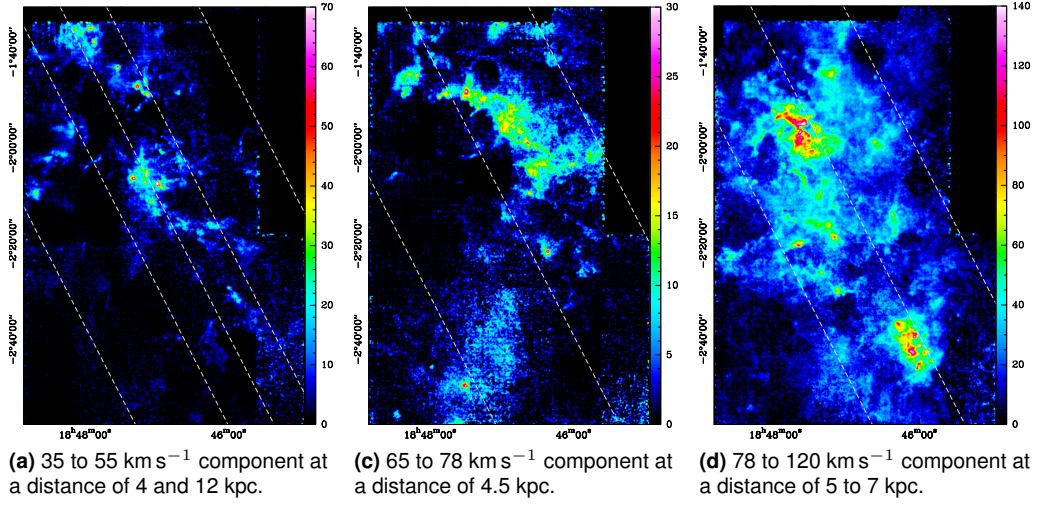 70
60
50
40
30
20
10
0
−1°40'00"
−2°00'00"
−2°20'00"
−2°40'00"
18ʰ48ᵐ00ˢ
46ᵐ00ˢ
30
25
20
15
10
5
0
−1°40'00"
−2°00'00"
−2°20'00"
−2°40'00"
18ʰ48ᵐ00ˢ
46ᵐ00ˢ
140
120
100
80
60
40
20
0
−1°40'00"
−2°00'00"
−2°20'00"
−2°40'00"
18ʰ48ᵐ00ˢ
46ᵐ00ˢ
(a) 35 to 55 km s⁻¹ component at
a distance of 4 and 12 kpc.
(c) 65 to 78 km s⁻¹ component
at a distance of 4.5 kpc.
(d) 78 to 120 km s⁻¹ component at
a distance of 5 to 7 kpc.